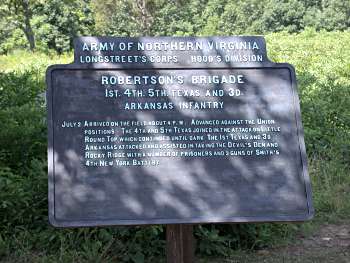 ARMY OF NORTHERN VIRGINIA
LONGSTREET'S CORPS HOOD'S DIVISION
ROBERTSON'S BRIGADE
1ST. 4TH. 5TH. TEXAS AND 3D.
ARKANSAS INFANTRY
JULY 2 ARRIVED ON THE FIELD ABOUT 4 P.M. ADVANCED AGAINST THE UNION
POSITIONS. THE 4TH AND 5TH TEXAS JOINED IN THE ATTACK ON LITTLE
ROUND TOP WHICH CONTINUED UNTIL DARK. THE 1ST TEXAS AND 3D
ARKANSAS ATTACKED AND ASSISTED IN TAKING THE DEVIL'S DEN AND
ROCKY RIDGE WITH A NUMBER OF PRISONERS AND 3 GUNS OF SMITH'S
4TH NEW YORK BATTERY.